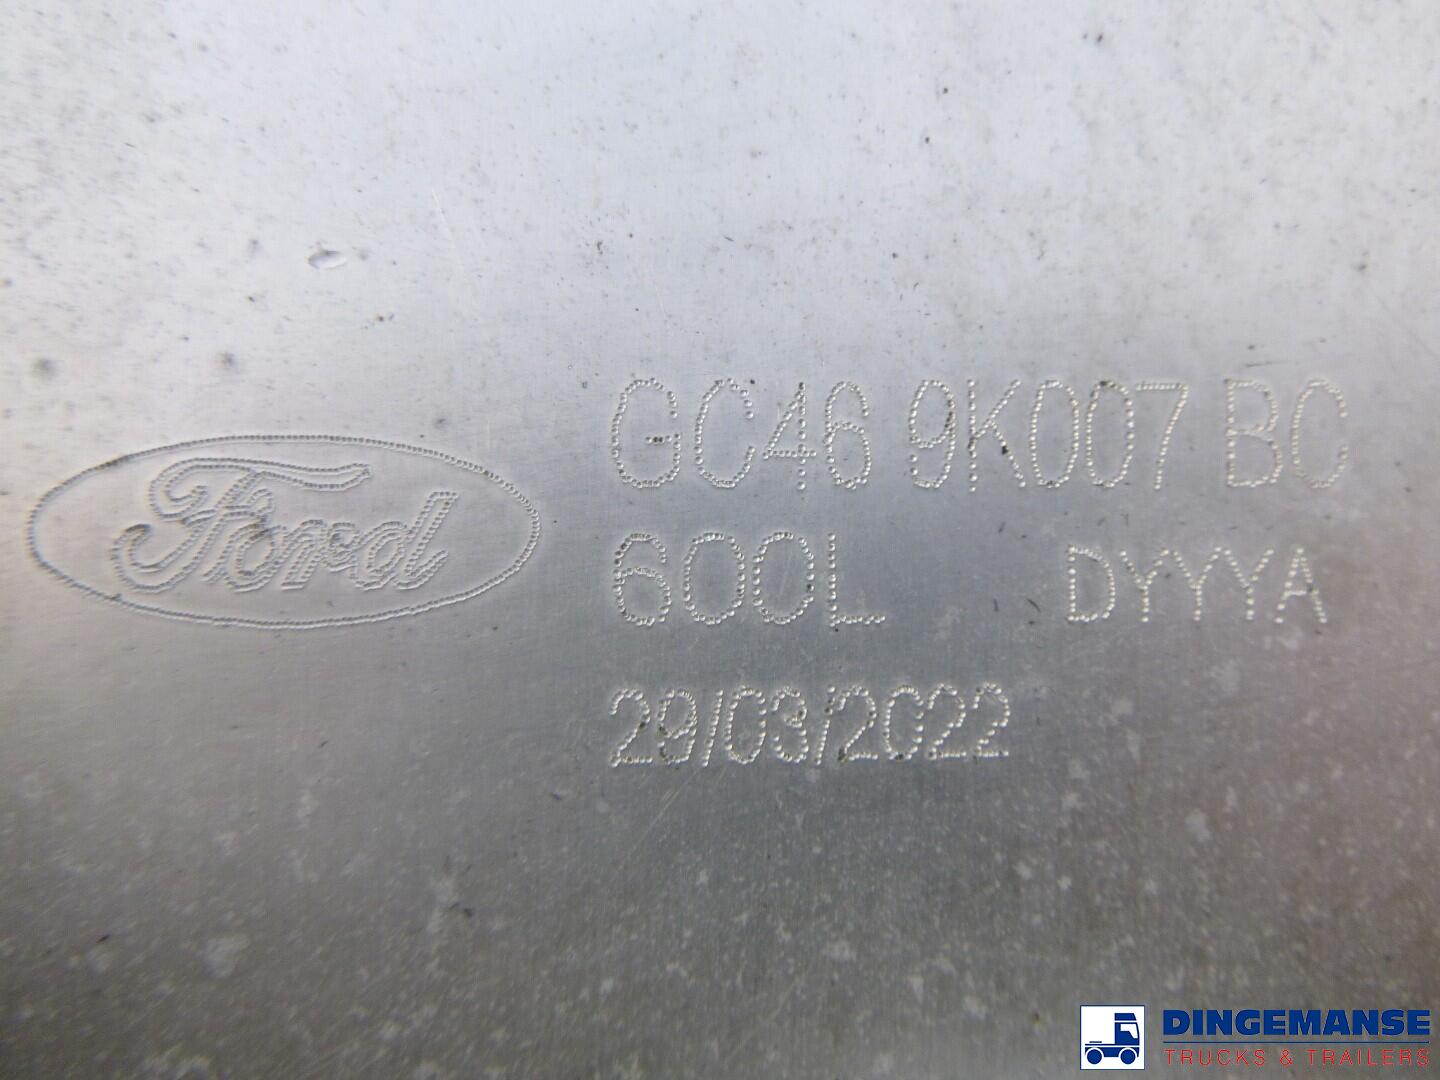 Ford
GC46 9K007 BC
600L DYYYA
29/03/2022
DINGEMANSE
TRUCKS & TRAILERS